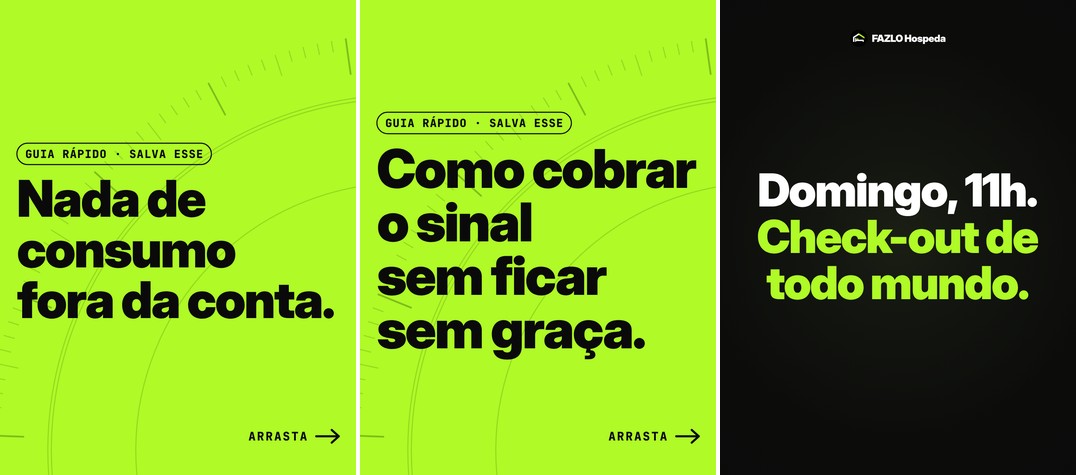 GUIA RÁPIDO · SALVA ESSE
Nada de
consumo
fora da conta.
ARRASTA
GUIA RÁPIDO · SALVA ESSE
Como cobrar
o sinal
sem ficar
sem graça.
ARRASTA
FAZLO Hospeda
Domingo, 11h.
Check-out de
todo mundo.